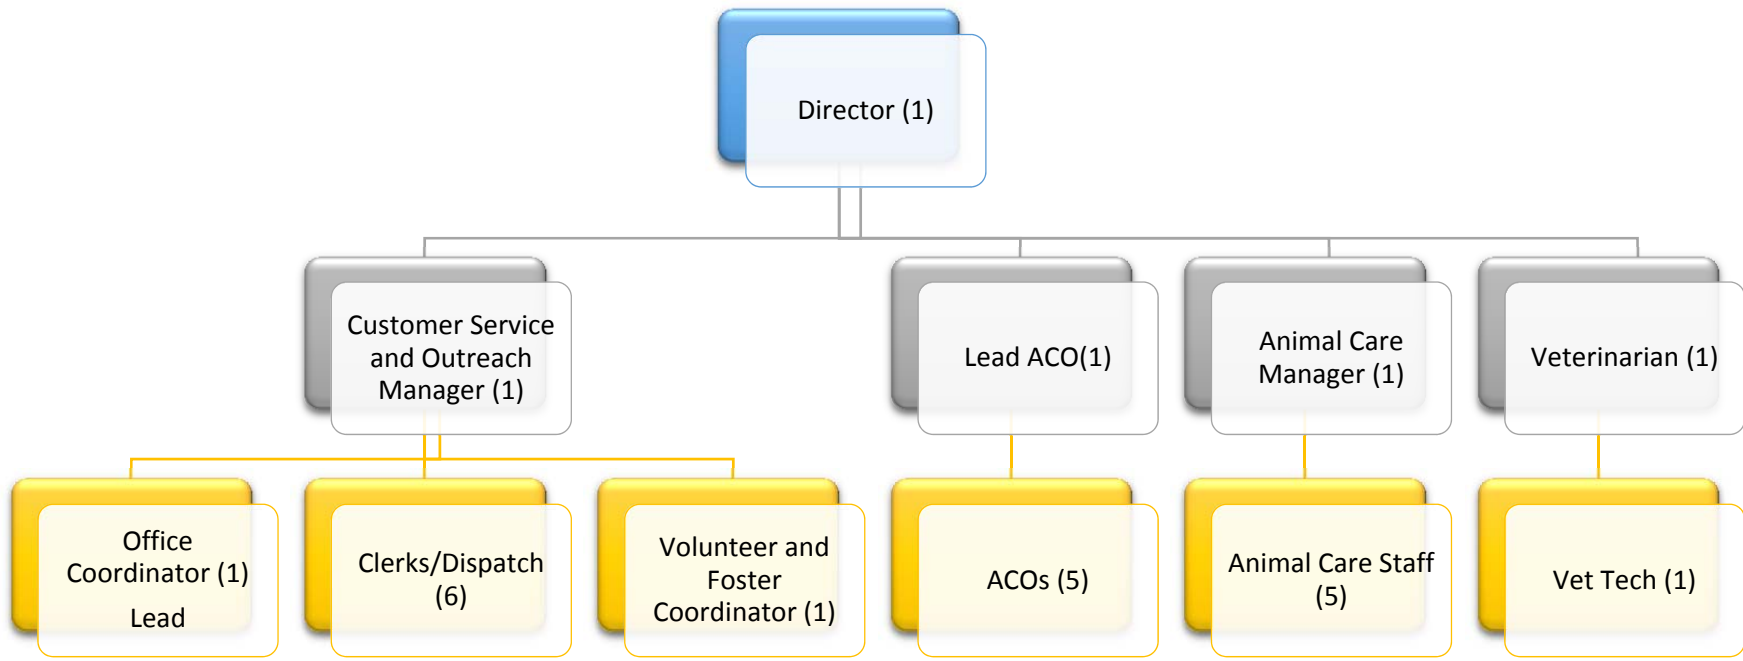 Director (1)
Customer Service
and Outreach
Manager (1)
Lead ACO(1)
Animal Care
Manager (1)
Veterinarian (1)
Office
Coordinator (1)
Lead
Clerks/Dispatch
(6)
Volunteer and
Foster
Coordinator (1)
ACOs (5)
Animal Care Staff
(5)
Vet Tech (1)